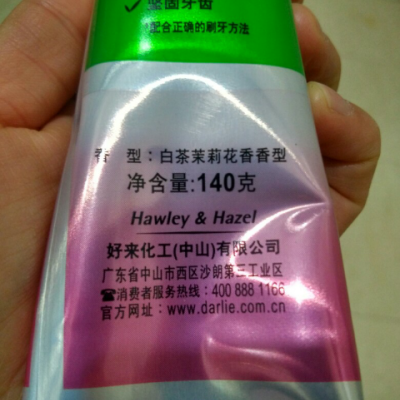 ✓坚固牙齿
*配合正确的刷牙方法
香 型：白茶茉莉花香香型
净含量:140克
Hawley & Hazel
好来化工(中山)有限公司
广东省中山市西区沙朗第三工业区
☎消费者服务热线：400 888 1166
官方网址：www.darlie.com.cn